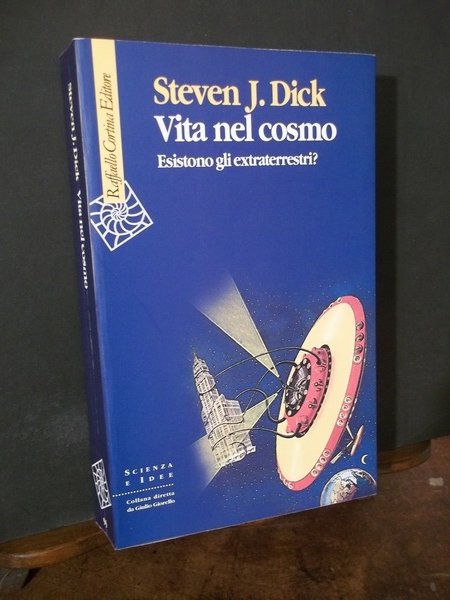 Steven J. Dick
Vita nel cosmo
Esistono gli extraterrestri?
Raffaello Cortina Editore
SCIENZA
E IDEE
Collana diretta
da Giulio Giorello
Steven J. Dick Vita nel cosmo